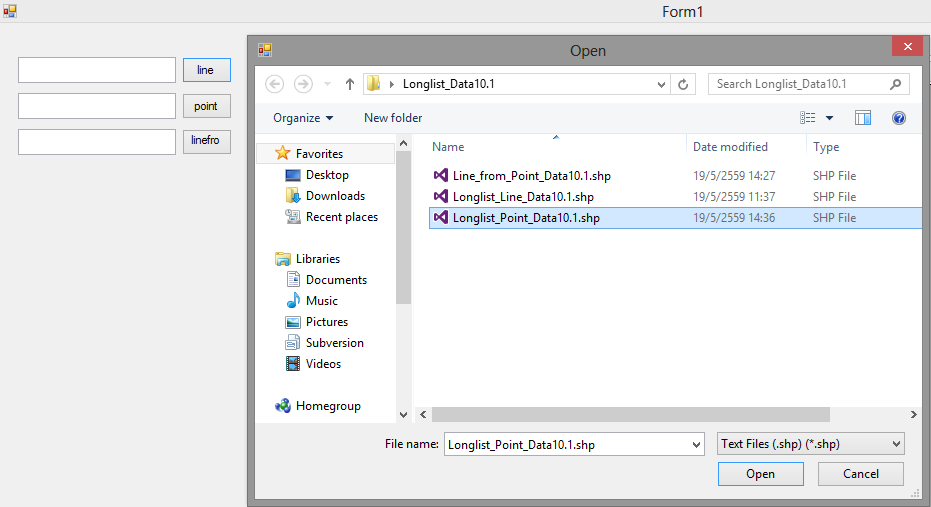 Form1
line
point
linefro
Open
Longlist_Data10.1
Search Longlist_Data10.1
Organize
New folder
Name
Date modified
Type
Favorites
Desktop
Downloads
Recent places
Libraries
Documents
Music
Pictures
Subversion
Videos
Homegroup
Line_from_Point_Data10.1.shp 19/5/2559 14:27 SHP File
Longlist_Line_Data10.1.shp 19/5/2559 11:37 SHP File
Longlist_Point_Data10.1.shp 19/5/2559 14:36 SHP File
File name: Longlist_Point_Data10.1.shp
Text Files (.shp) (*.shp)
Open
Cancel